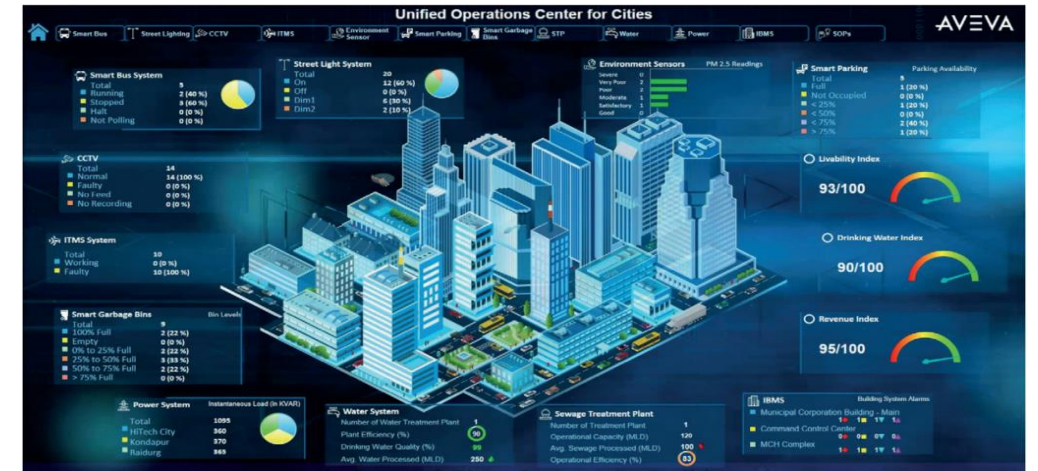 Unified Operations Center for Cities
AVEVA
Smart Bus
Street Lighting
CCTV
ITMS
Environment Sensor
Smart Parking
Smart Garbage Bins
STP
Water
Power
IBMS
SOPs
Smart Bus System
Total 5
Running 2 (40 %)
Stopped 3 (60 %)
Halt 0 (0 %)
Not Polling 0 (0 %)
Street Light System
Total 20
On 12 (60 %)
Off 0 (0 %)
Dim1 6 (30 %)
Dim2 2 (10 %)
Environment Sensors PM 2.5 Readings
Severe 0
Very Poor 2
Poor 2
Moderate 1
Satisfactory 1
Good 0
Smart Parking Parking Availability
Total 5
Full 1 (20 %)
Not Occupied 0 (0 %)
< 25% 1 (20 %)
< 50% 0 (0 %)
< 75% 2 (40 %)
> 75% 1 (20 %)
CCTV
Total 14
Normal 14 (100 %)
Faulty 0 (0 %)
No Feed 0 (0 %)
No Recording 0 (0 %)
Livability Index
93/100
ITMS System
Total 10
Working 0 (0 %)
Faulty 10 (100 %)
Drinking Water Index
90/100
Smart Garbage Bins Bin Levels
Total 9
100% Full 2 (22 %)
Empty 0 (0 %)
0% to 25% Full 2 (22 %)
25% to 50% Full 3 (33 %)
50% to 75% Full 2 (22 %)
> 75% Full 0 (0 %)
Revenue Index
95/100
Power System Instantaneous Load (in KVAR)
Total 1095
HiTech City 360
Kondapur 370
Raidurg 365
Water System
Number of Water Treatment Plant 1
Plant Efficiency (%) 90
Drinking Water Quality (%)
Avg. Water Processed (MLD) 250
Sewage Treatment Plant
Number of Treatment Plant 1
Operational Capacity (MLD) 120
Avg. Sewage Processed (MLD) 100
Operational Efficiency (%) 83
IBMS Building System Alarms
Municipal Corporation Building - Main
1 1 1 1
Command Control Center
0 0 0 0
MCH Complex
1 1 1 1